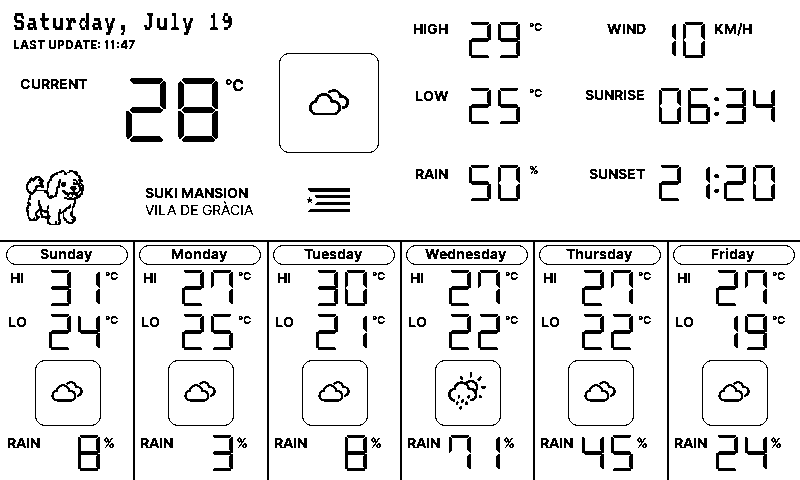 Saturday, July 19
LAST UPDATE: 11:47
CURRENT 28 °C
HIGH 29 °C
WIND 10 KM/H
LOW 25 °C
SUNRISE 06:34
RAIN 50 %
SUNSET 21:20
SUKI MANSION
VILA DE GRÀCIA
Sunday
HI 31 °C
LO 24 °C
RAIN 8 %
Monday
HI 27 °C
LO 25 °C
RAIN 3 %
Tuesday
HI 30 °C
LO 21 °C
RAIN 8 %
Wednesday
HI 27 °C
LO 22 °C
RAIN 71 %
Thursday
HI 27 °C
LO 22 °C
RAIN 45 %
Friday
HI 27 °C
LO 19 °C
RAIN 24 %